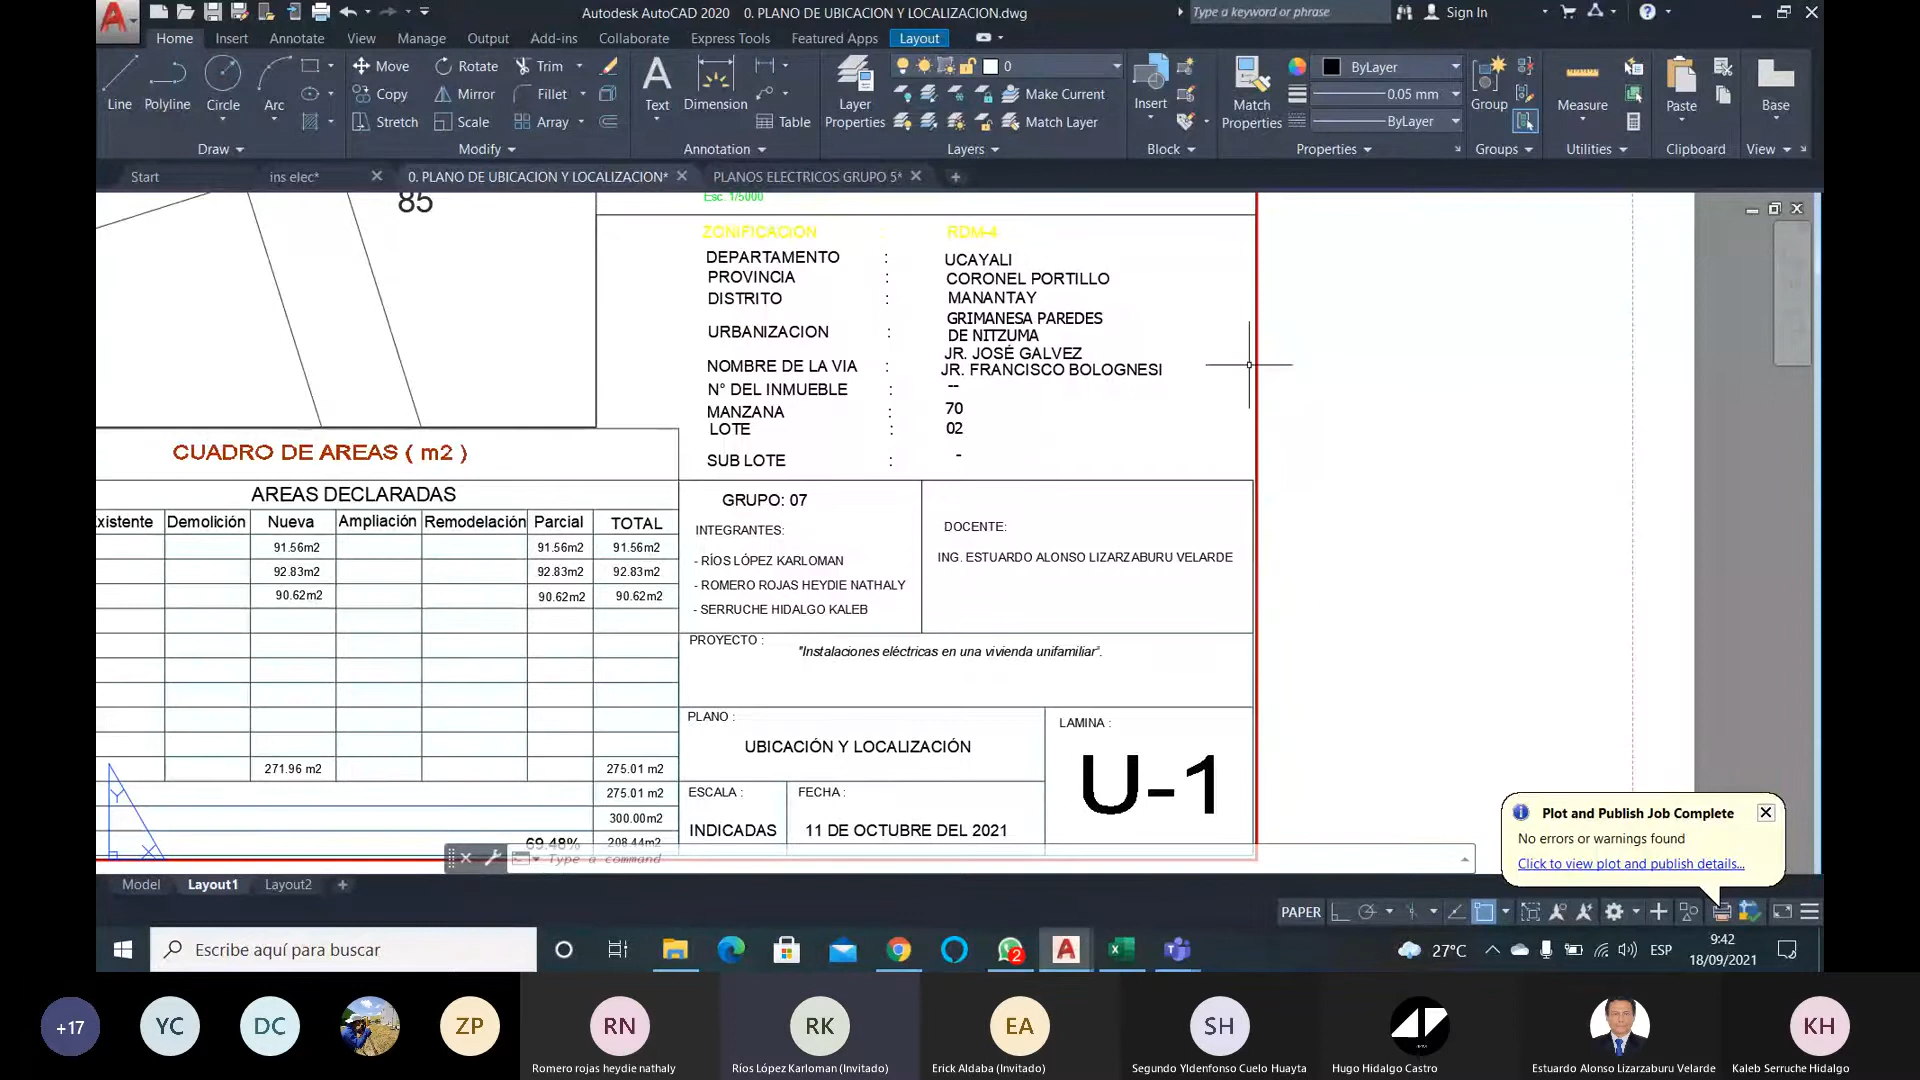 Autodesk AutoCAD 2020 0. PLANO DE UBICACION Y LOCALIZACION.dwg
Type a keyword or phrase
Sign In
Home Insert Annotate View Manage Output Add-ins Collaborate Express Tools Featured Apps Layout
Line Polyline Circle Arc
Move Rotate Trim
Copy Mirror Fillet
Stretch Scale Array
Text Dimension
Table
Layer Properties
0
Make Current
Match Layer
Insert
Match Properties
ByLayer
0.05 mm
ByLayer
Group
Measure
Paste
Base
Draw Modify Annotation Layers Block Properties Groups Utilities Clipboard View
Start ins elec* 0. PLANO DE UBICACION Y LOCALIZACION* PLANOS ELECTRICOS GRUPO 5*
85
Esc. 1/5000
ZONIFICACION : RDM-4
DEPARTAMENTO : UCAYALI
PROVINCIA : CORONEL PORTILLO
DISTRITO : MANANTAY
URBANIZACION : GRIMANESA PAREDES
DE NITZUMA
NOMBRE DE LA VIA : JR. JOSÉ GALVEZ
JR. FRANCISCO BOLOGNESI
N° DEL INMUEBLE : --
MANZANA : 70
LOTE : 02
SUB LOTE : -
CUADRO DE AREAS ( m2 )
AREAS DECLARADAS
xistente Demolición Nueva Ampliación Remodelación Parcial TOTAL
91.56m2 91.56m2 91.56m2
92.83m2 92.83m2 92.83m2
90.62m2 90.62m2 90.62m2
271.96 m2 275.01 m2
275.01 m2
300.00m2
69.48% 208.44m2
Y
X
GRUPO: 07
INTEGRANTES:
- RÍOS LÓPEZ KARLOMAN
- ROMERO ROJAS HEYDIE NATHALY
- SERRUCHE HIDALGO KALEB
DOCENTE:
ING. ESTUARDO ALONSO LIZARZABURU VELARDE
PROYECTO :
"Instalaciones eléctricas en una vivienda unifamiliar".
PLANO :
UBICACIÓN Y LOCALIZACIÓN
LAMINA :
U-1
ESCALA :
INDICADAS
FECHA :
11 DE OCTUBRE DEL 2021
Type a command
Plot and Publish Job Complete
No errors or warnings found
Click to view plot and publish details...
Model Layout1 Layout2
PAPER
Escribe aquí para buscar
2
27°C
ESP
9:42
18/09/2021
+17 YC DC ZP RN RK EA SH KH
Romero rojas heydie nathaly
Ríos López Karloman (Invitado)
Erick Aldaba (Invitado)
Segundo Yldenfonso Cuelo Huayta
Hugo Hidalgo Castro
Estuardo Alonso Lizarzaburu Velarde
Kaleb Serruche Hidalgo